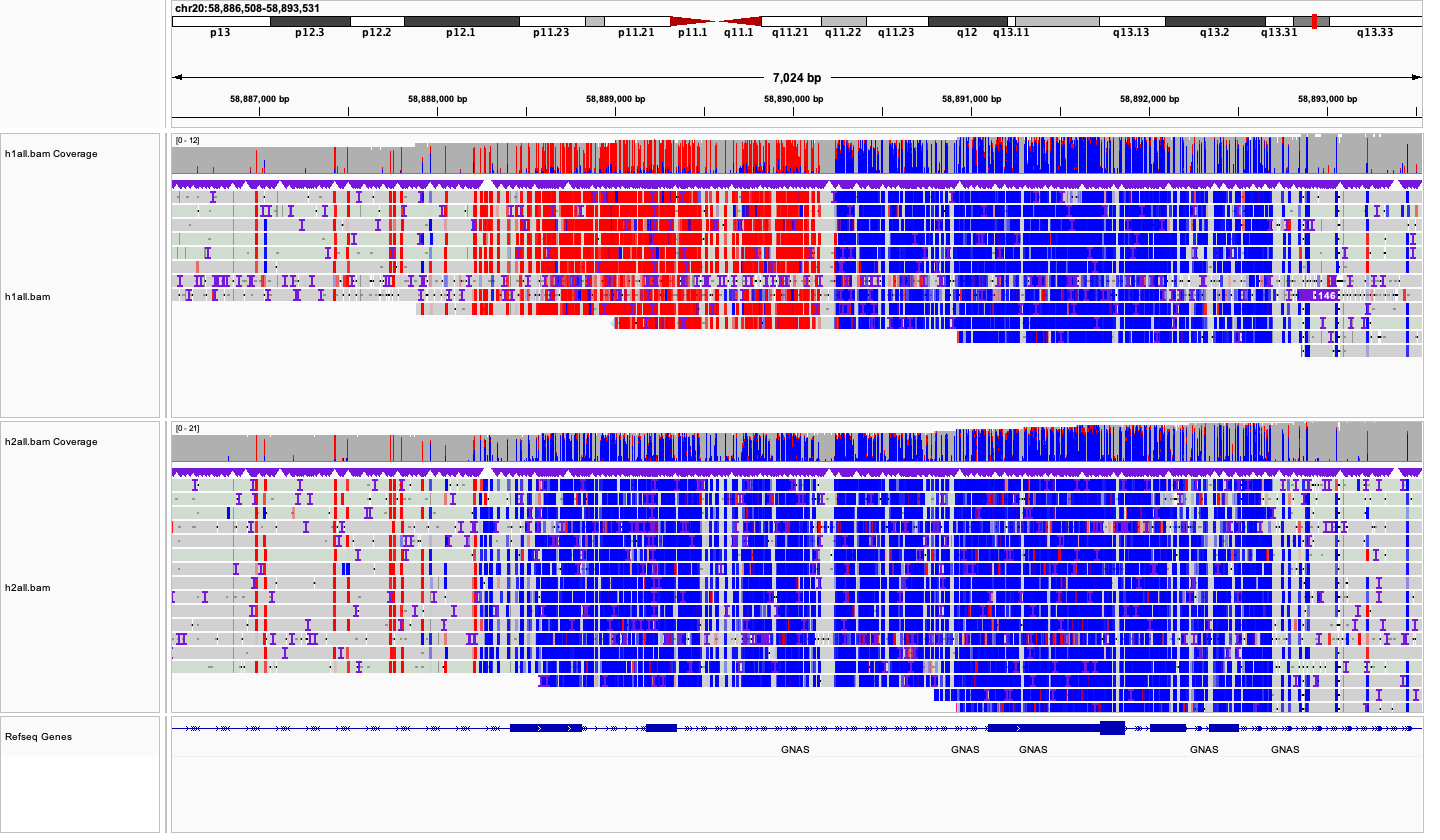 chr20:58,886,508-58,893,531
p13 p12.3 p12.2 p12.1 p11.23 p11.21 p11.1 q11.1 q11.21 q11.22 q11.23 q12 q13.11 q13.13 q13.2 q13.31 q13.33
7,024 bp
58,887,000 bp 58,888,000 bp 58,889,000 bp 58,890,000 bp 58,891,000 bp 58,892,000 bp 58,893,000 bp
[0 - 12]
h1all.bam Coverage
h1all.bam
146
[0 - 21]
h2all.bam Coverage
h2all.bam
Refseq Genes
GNAS GNAS GNAS GNAS GNAS